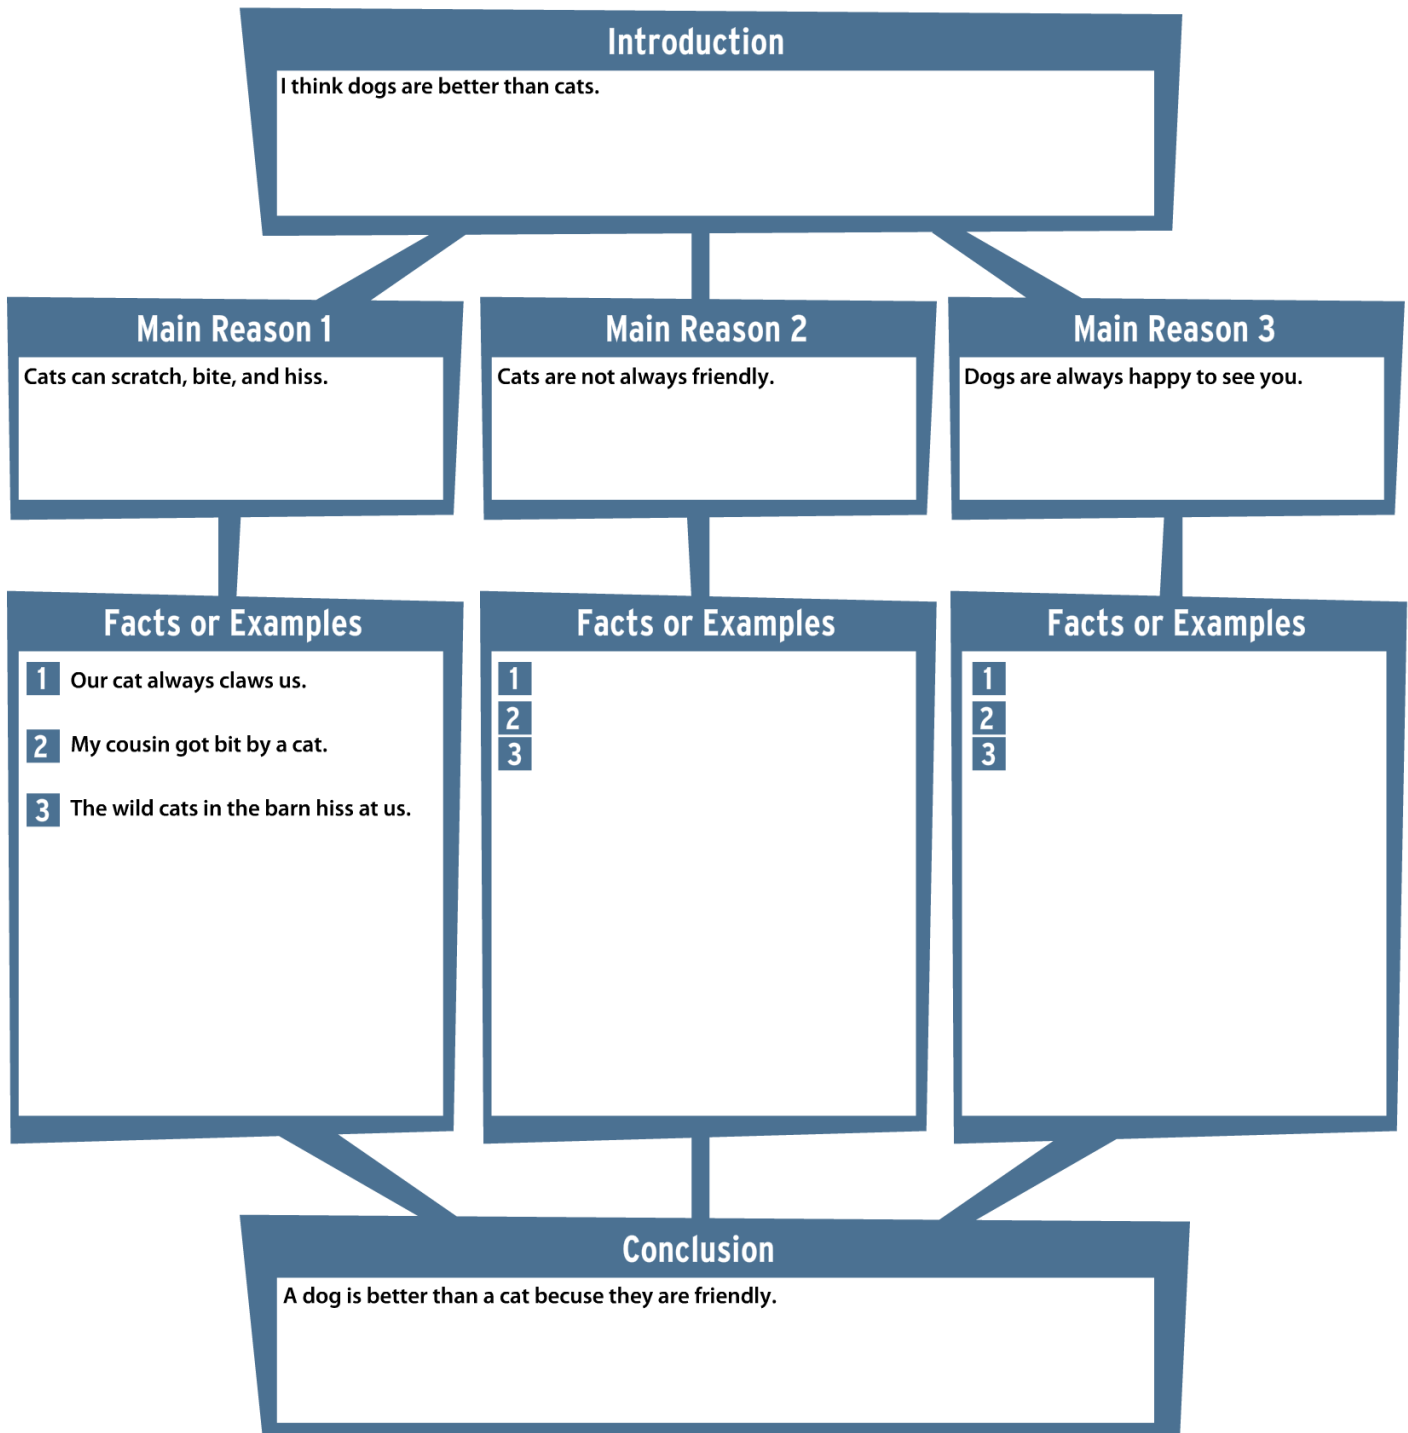 Introduction
I think dogs are better than cats.
Main Reason 1
Cats can scratch, bite, and hiss.
Main Reason 2
Cats are not always friendly.
Main Reason 3
Dogs are always happy to see you.
Facts or Examples
1 Our cat always claws us.
2 My cousin got bit by a cat.
3 The wild cats in the barn hiss at us.
Facts or Examples
1
2
3
Facts or Examples
1
2
3
Conclusion
A dog is better than a cat becuse they are friendly.